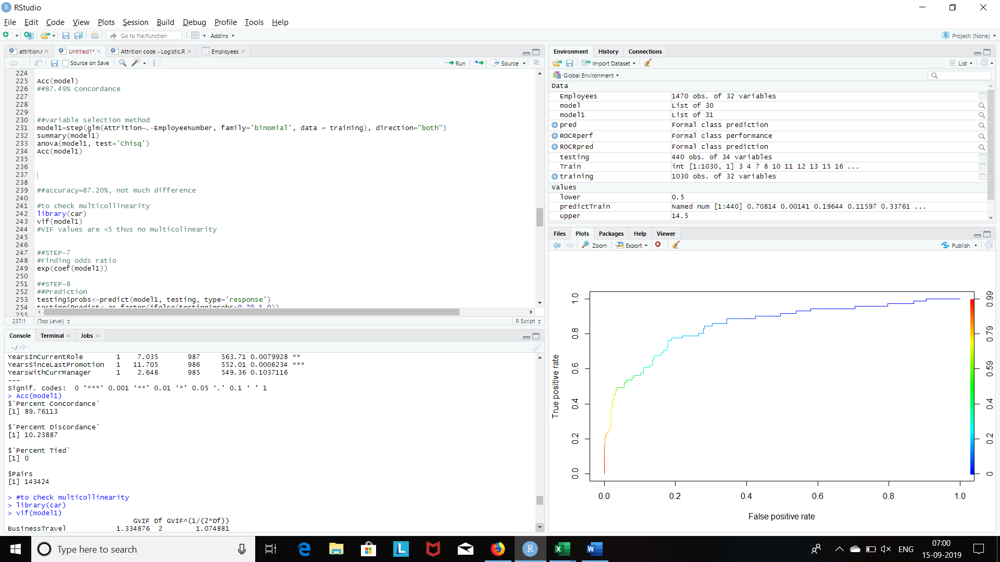 RStudio
File Edit Code View Plots Session Build Debug Profile Tools Help
Go to file/function Addins Project: (None)
attrition.r Untitled1* Attrition code - Logistic.R Employees
Source on Save Run Source
224
225 Acc(model)
226 ##87.49% Concordance
227
228
229
230 ##variable selection method
231 model1=step(glm(Attrition~.-EmployeeNumber, family='binomial', data = training), direction="both")
232 summary(model1)
233 anova(model1, test='Chisq')
234 Acc(model1)
235
236
237
238
239 ##accuracy=87.20%, not much difference
240
241 #to check multicollinearity
242 library(car)
243 vif(model1)
244 #VIF values are <5 thus no multicolinearity
245
246
247 ##STEP-7
248 #Finding odds ratio
249 exp(coef(model1))
250
251 ##STEP-8
252 ##Prediction
253 testing$probs<-predict(model1, testing, type='response')
254 testing$Predict<-as.factor(ifelse(testing$probs>0.70,1,0))
255
237:1 (Top Level) R Script
Console Terminal Jobs
~/
YearsInCurrentRole 1 7.035 987 563.71 0.0079928 **
YearsSinceLastPromotion 1 11.705 986 552.01 0.0006234 ***
YearsWithCurrManager 1 2.648 985 549.36 0.1037116
---
Signif. codes: 0 ‘***’ 0.001 ‘**’ 0.01 ‘*’ 0.05 ‘.’ 0.1 ‘ ’ 1
> Acc(model1)
$`Percent Concordance`
[1] 89.76113
$`Percent Discordance`
[1] 10.23887
$`Percent Tied`
[1] 0
$Pairs
[1] 143424
> #to check multicollinearity
> library(car)
> vif(model1)
GVIF Df GVIF^(1/(2*Df))
BusinessTravel 1.334876 2 1.074881
Environment History Connections
Import Dataset List
Global Environment
Data
Employees 1470 obs. of 32 variables
model List of 30
model1 List of 31
pred Formal class prediction
ROCRperf Formal class performance
ROCRpred Formal class prediction
testing 440 obs. of 34 variables
Train int [1:1030, 1] 3 4 7 8 10 11 12 13 15 16 ...
training 1030 obs. of 32 variables
Values
lower 0.5
predictTrain Named num [1:440] 0.70814 0.00141 0.19644 0.11597 0.33761 ...
upper 14.5
Files Plots Packages Help Viewer
Zoom Export Publish
True positive rate
1.0
0.8
0.6
0.4
0.2
0.0
0.99
0.79
0.59
0.4
0.2
0
0.0 0.2 0.4 0.6 0.8 1.0
False positive rate
Type here to search
ENG
07:00
15-09-2019